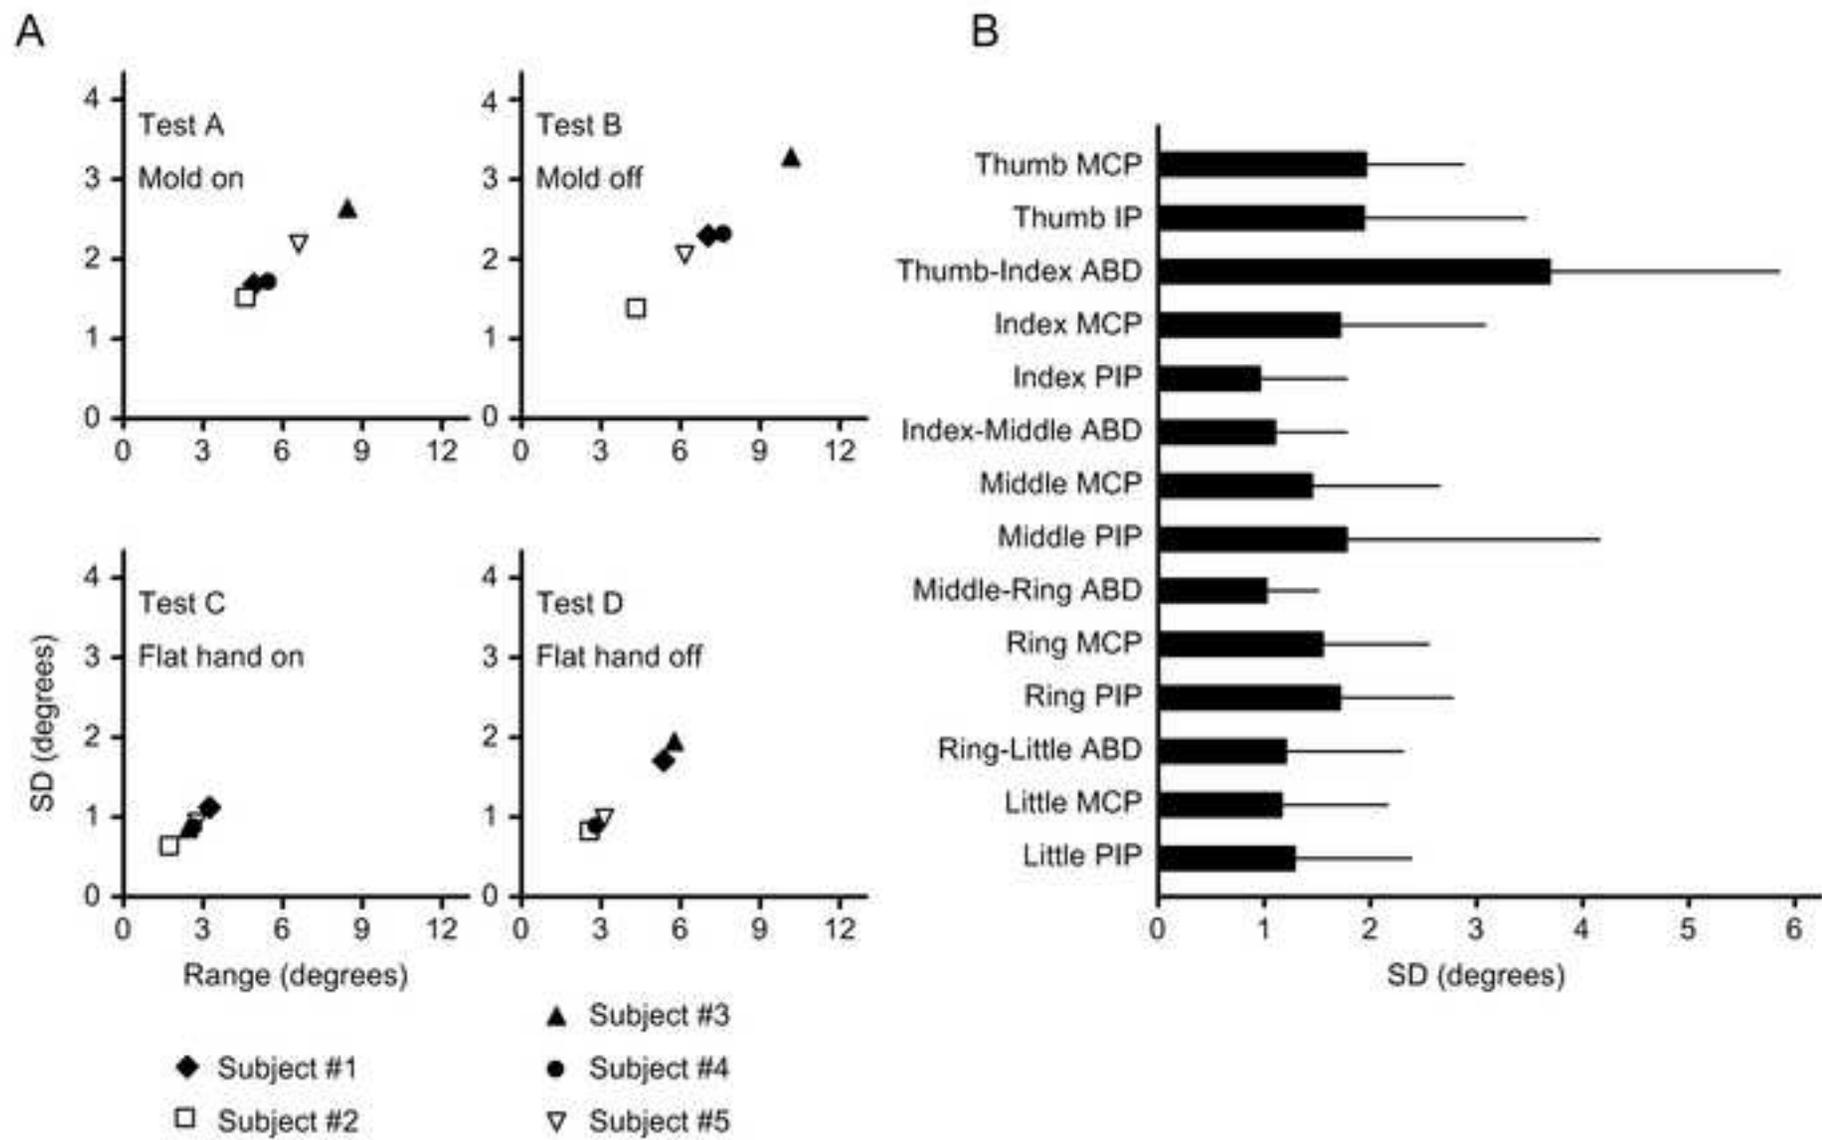 A
4
3
2
1
0
Test A
Mold on
0 3 6 9 12
4
3
2
1
0
Test B
Mold off
0 3 6 9 12
SD (degrees)
4
3
2
1
0
Test C
Flat hand on
0 3 6 9 12
Range (degrees)
4
3
2
1
0
Test D
Flat hand off
0 3 6 9 12
Subject #1
Subject #2
Subject #3
Subject #4
Subject #5
B
Thumb MCP
Thumb IP
Thumb-Index ABD
Index MCP
Index PIP
Index-Middle ABD
Middle MCP
Middle PIP
Middle-Ring ABD
Ring MCP
Ring PIP
Ring-Little ABD
Little MCP
Little PIP
0 1 2 3 4 5 6
SD (degrees)